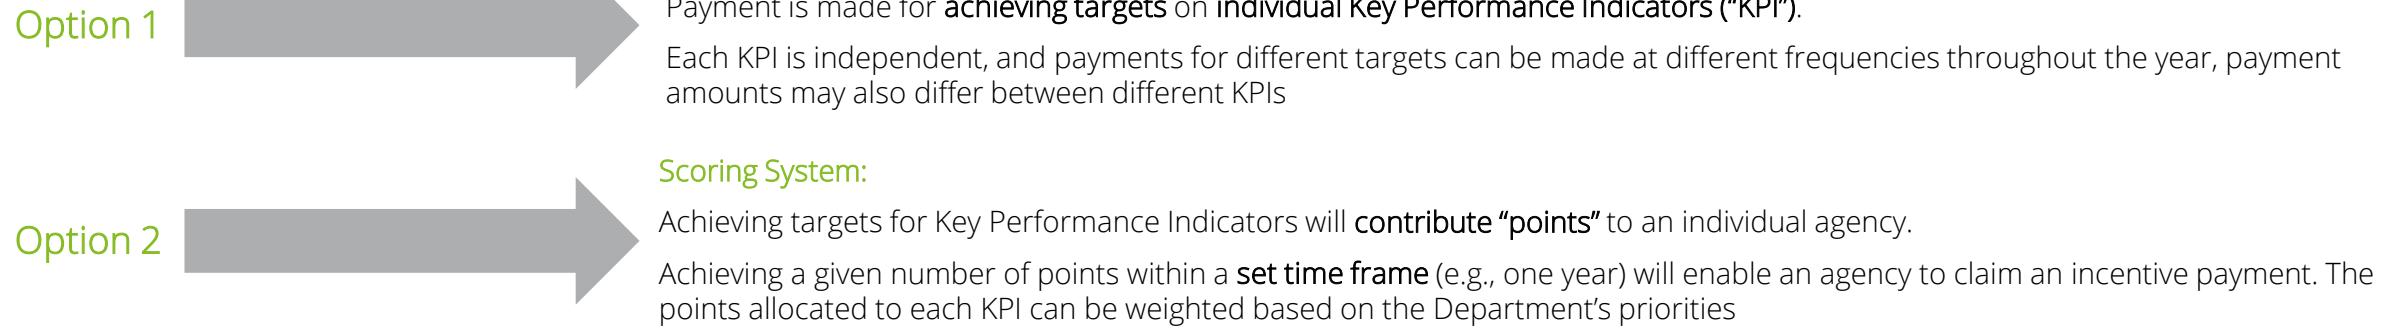 Option 1
Payment is made for achieving targets on individual Key Performance Indicators (“KPI”).
Each KPI is independent, and payments for different targets can be made at different frequencies throughout the year, payment
amounts may also differ between different KPIs
Option 2
Scoring System:
Achieving targets for Key Performance Indicators will contribute “points” to an individual agency.
Achieving a given number of points within a set time frame (e.g., one year) will enable an agency to claim an incentive payment. The
points allocated to each KPI can be weighted based on the Department’s priorities